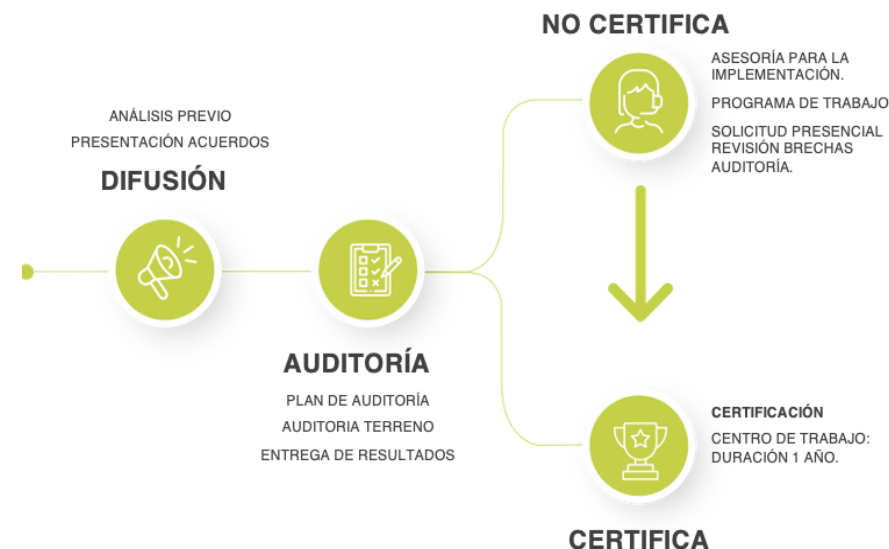 NO CERTIFICA
ASESORÍA PARA LA
IMPLEMENTACIÓN.
PROGRAMA DE TRABAJO
SOLICITUD PRESENCIAL
REVISIÓN BRECHAS
AUDITORÍA.
ANÁLISIS PREVIO
PRESENTACIÓN ACUERDOS
DIFUSIÓN
AUDITORÍA
PLAN DE AUDITORÍA
AUDITORIA TERRENO
ENTREGA DE RESULTADOS
CERTIFICACIÓN
CENTRO DE TRABAJO:
DURACIÓN 1 AÑO.
CERTIFICA